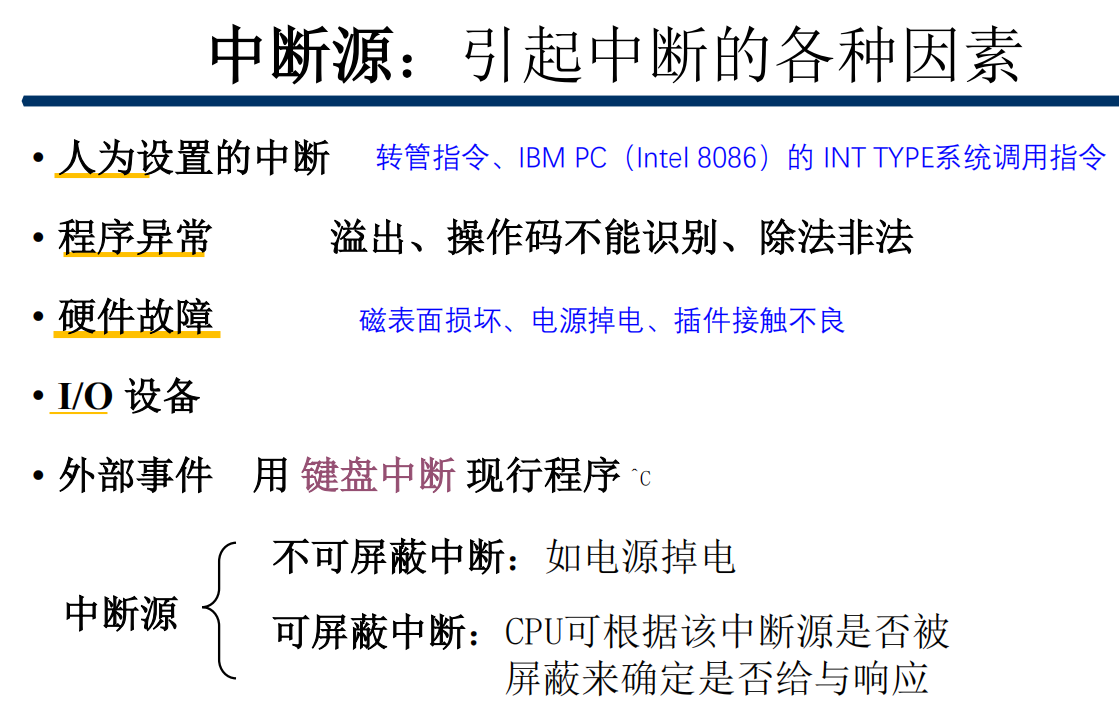 中断源：引起中断的各种因素
• 人为设置的中断 转管指令、IBM PC（Intel 8086）的 INT TYPE系统调用指令
• 程序异常 溢出、操作码不能识别、除法非法
• 硬件故障 磁表面损坏、电源掉电、插件接触不良
• I/O 设备
• 外部事件 用 键盘中断 现行程序 ^C
不可屏蔽中断：如电源掉电
中断源
可屏蔽中断：CPU可根据该中断源是否被
屏蔽来确定是否给与响应